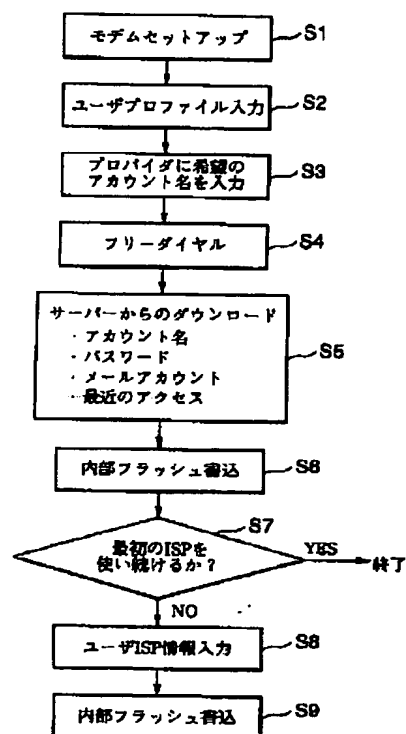 モデムセットアップ S1
ユーザプロファイル入力 S2
プロバイダに希望の
アカウント名を入力 S3
フリーダイヤル S4
サーバーからのダウンロード
・アカウント名
・パスワード
・メールアカウント
・最近のアクセス
S5
内部フラッシュ書込 S6
S7
最初のISPを
使い続けるか？
YES 終了
NO
ユーザISP情報入力 S8
内部フラッシュ書込 S9